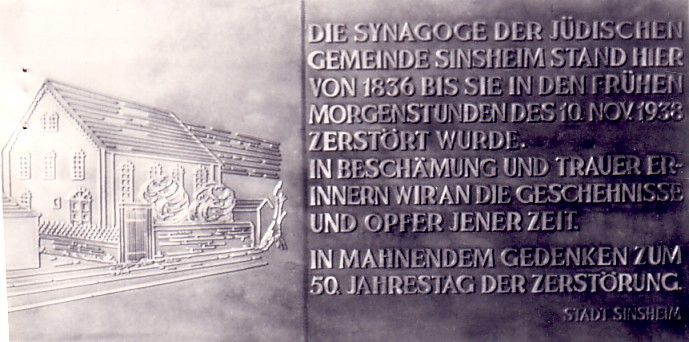 DIE SYNAGOGE DER JÜDISCHEN
GEMEINDE SINSHEIM STAND HIER
VON 1836 BIS SIE IN DEN FRÜHEN
MORGENSTUNDEN DES 10. NOV. 1938
ZERSTÖRT WURDE.
IN BESCHÄMUNG UND TRAUER ER-
INNERN WIR AN DIE GESCHEHNISSE
UND OPFER JENER ZEIT.
IN MAHNENDEM GEDENKEN ZUM
50. JAHRESTAG DER ZERSTÖRUNG.
STADT SINSHEIM